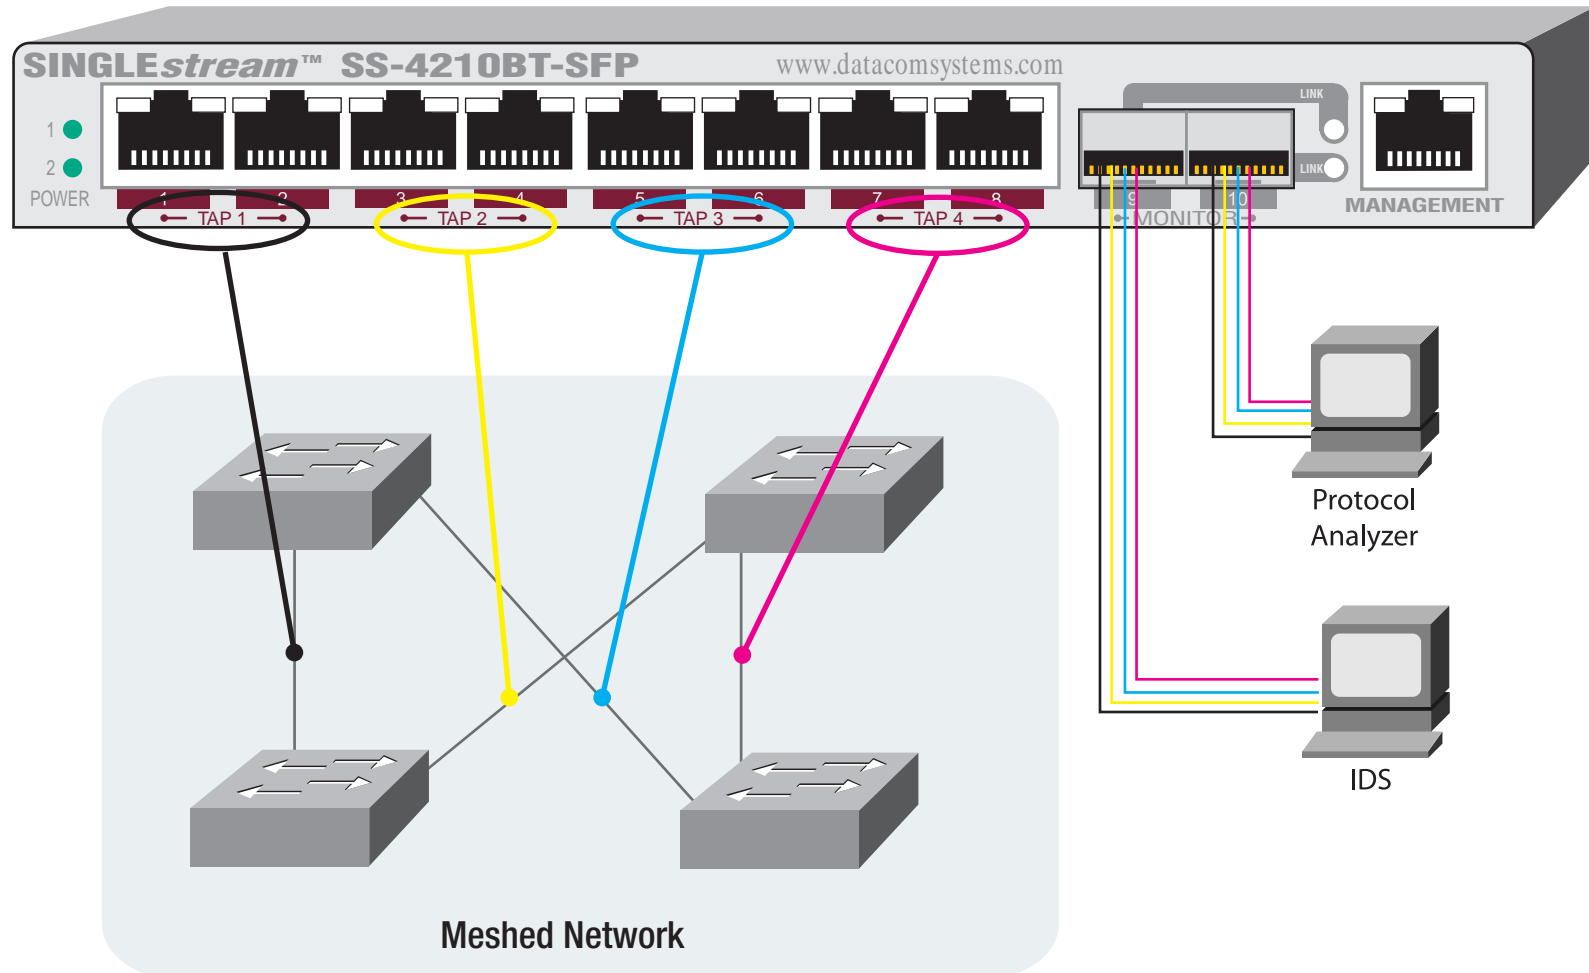 SINGLEstream™ SS-4210BT-SFP
www.datacomsystems.com
LINK
1
2
POWER
LINK
1 2 3 4 5 6 7 8 9 10
TAP 1 TAP 2 TAP 3 TAP 4
MONITOR
MANAGEMENT
Protocol
Analyzer
IDS
Meshed Network